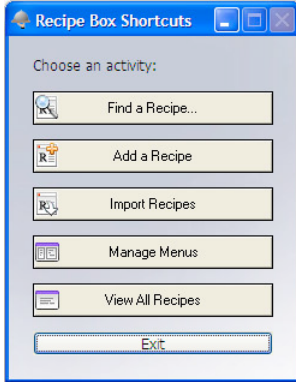 Recipe Box Shortcuts
Choose an activity:
Find a Recipe...
Add a Recipe
Import Recipes
Manage Menus
View All Recipes
Exit